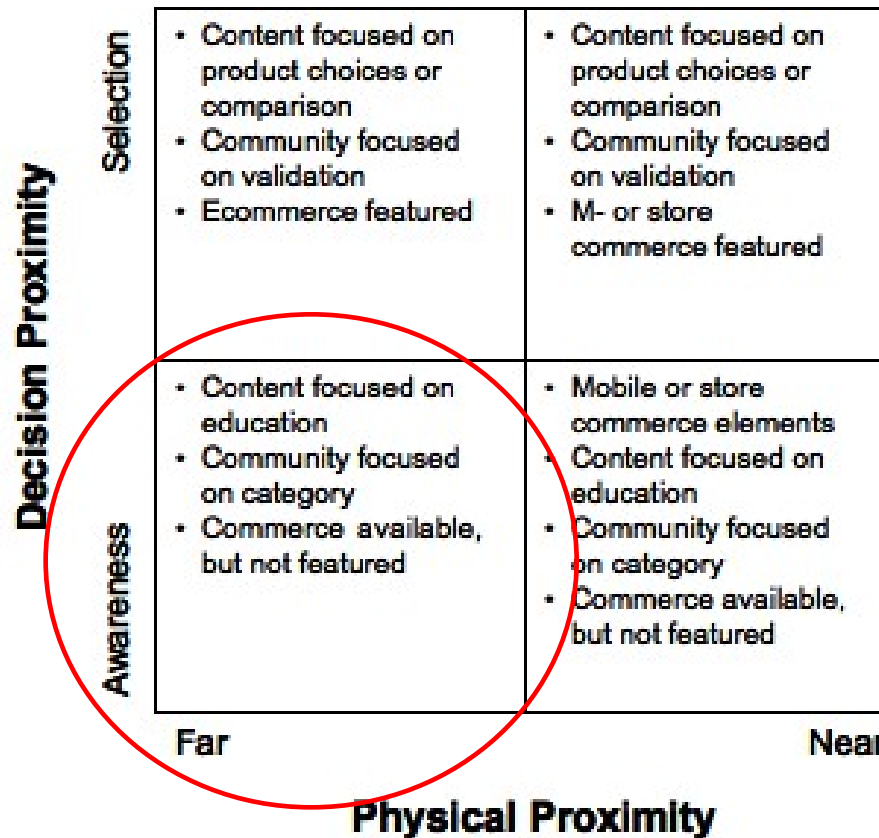 Decision Proximity
Selection
• Content focused on
product choices or
comparison
• Community focused
on validation
• Ecommerce featured
• Content focused on
product choices or
comparison
• Community focused
on validation
• M- or store
commerce featured
Awareness
• Content focused on
education
• Community focused
on category
• Commerce available,
but not featured
• Mobile or store
commerce elements
• Content focused on
education
• Community focused
on category
• Commerce available,
but not featured
Far
Near
Physical Proximity